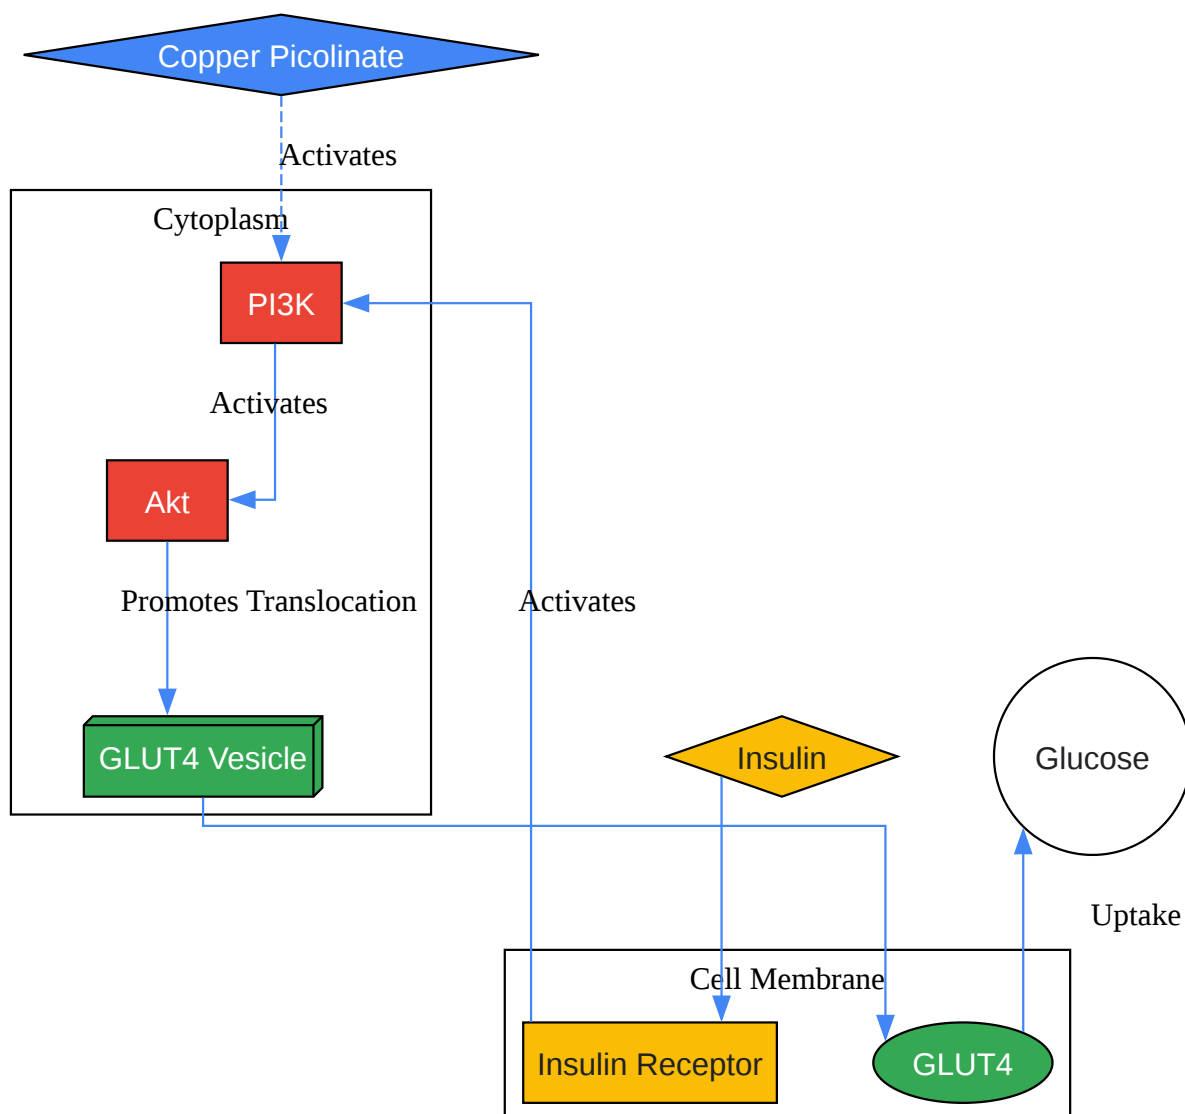 Copper Picolinate
Activates
Cytoplasm
PI3K
Activates
Akt
Promotes Translocation
Activates
GLUT4 Vesicle
Insulin
Glucose
Uptake
Cell Membrane
Insulin Receptor
GLUT4